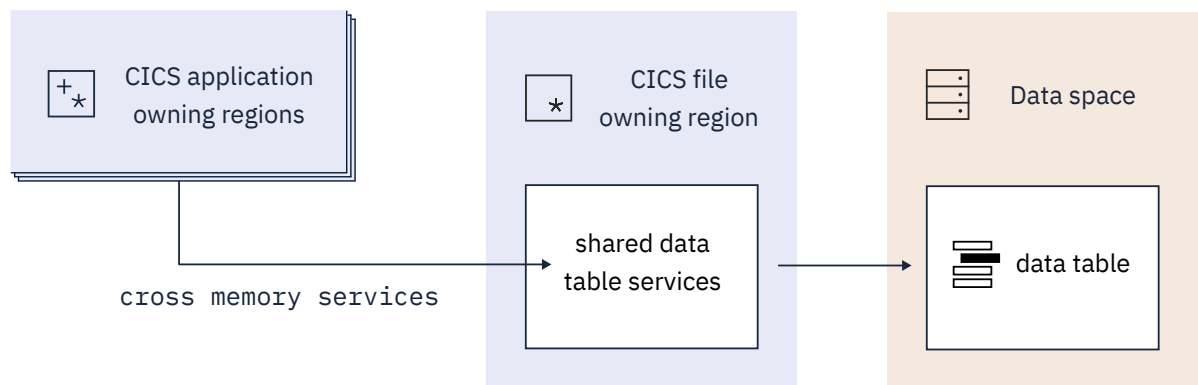 CICS application
owning regions
CICS file
owning region
Data space
shared data
table services
data table
cross memory services